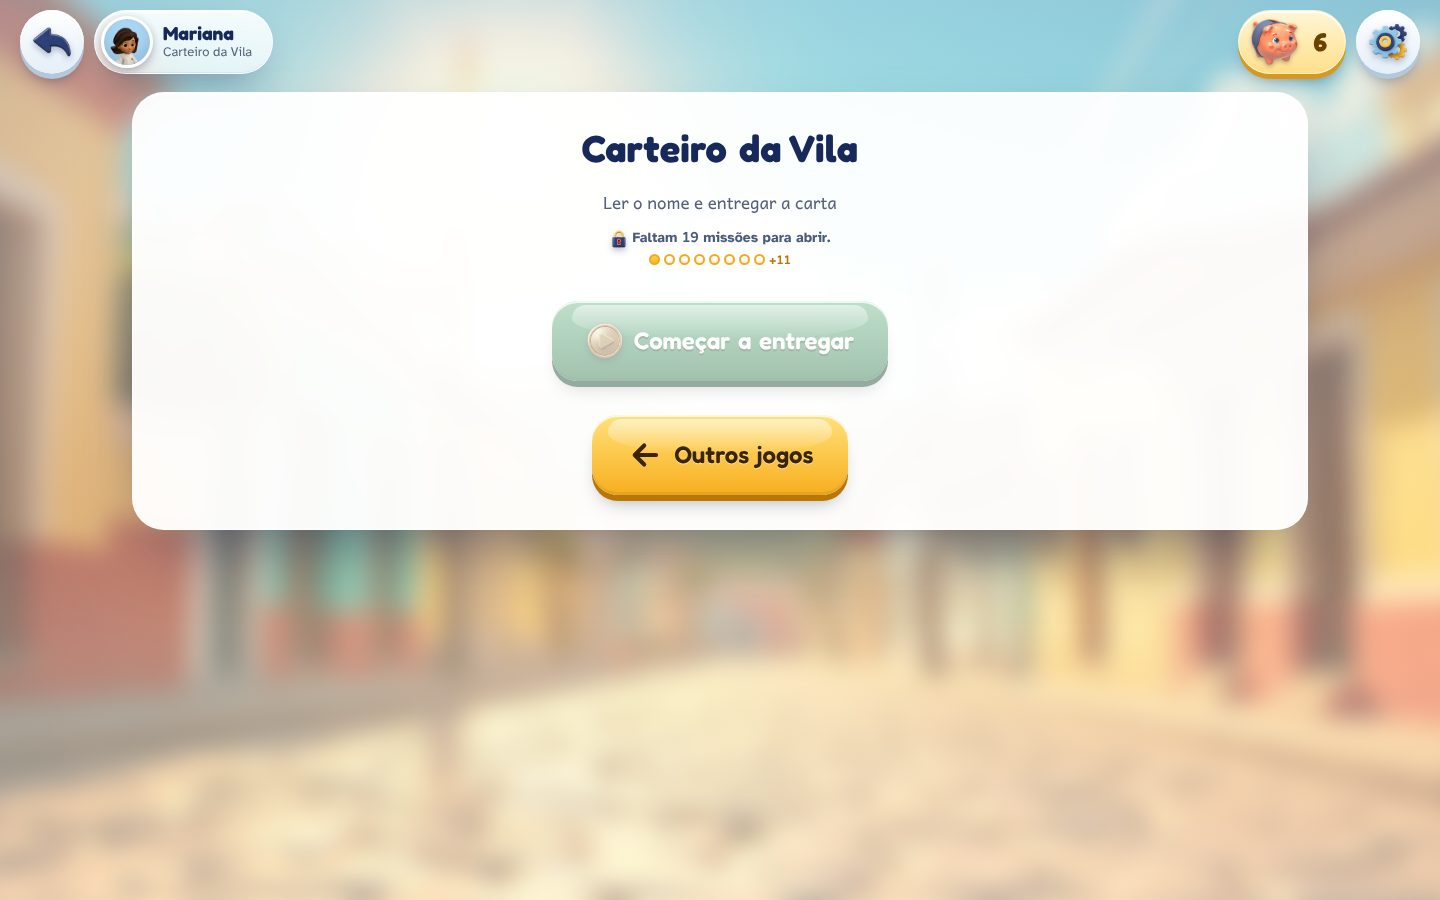 Mariana
Carteiro da Vila
6
Carteiro da Vila
Ler o nome e entregar a carta
Faltam 19 missões para abrir.
+11
Começar a entregar
Outros jogos